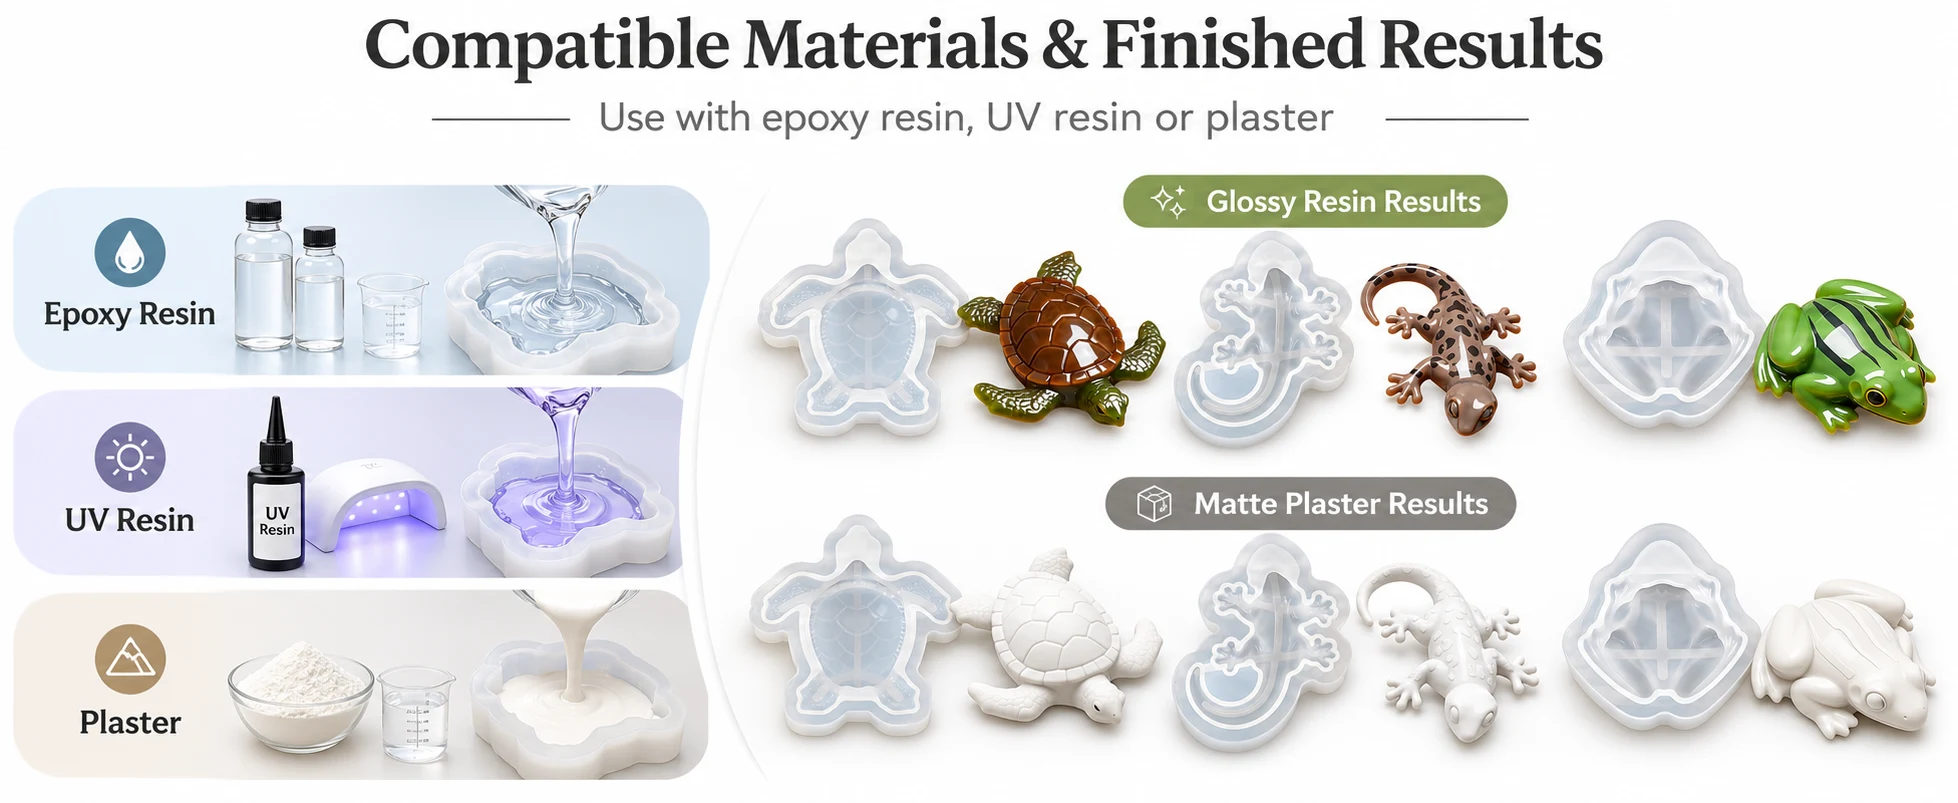 Compatible Materials & Finished Results
Use with epoxy resin, UV resin or plaster
Epoxy Resin
UV Resin
UV
Resin
Plaster
Glossy Resin Results
Matte Plaster Results